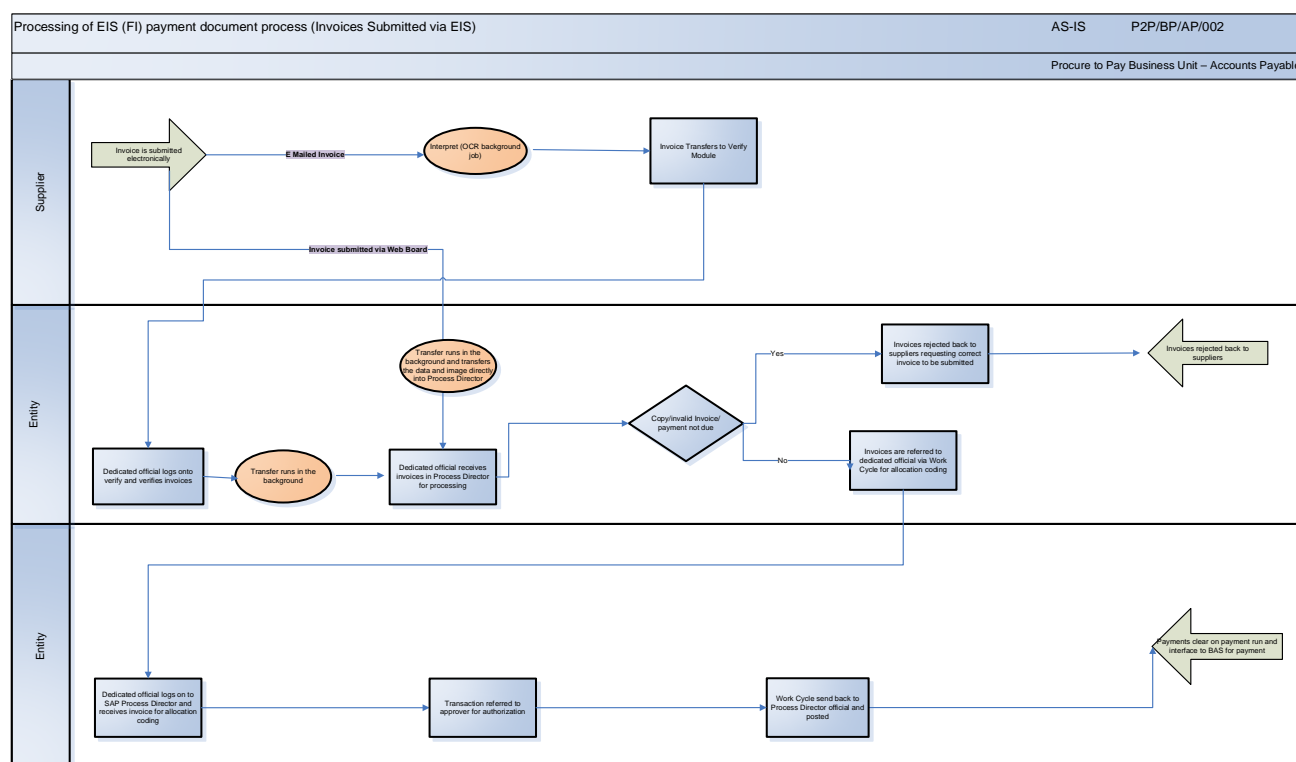 Processing of EIS (FI) payment document process (Invoices Submitted via EIS)
AS-IS
P2P/BP/AP/002
Procure to Pay Business Unit – Accounts Payable
Supplier
Invoice is submitted
electronically
E Mailed Invoice
Interpret (OCR background
job)
Invoice Transfers to Verify
Module
Invoice submitted via Web Board
Entity
Transfer runs in the
background and transfers
the data and image directly
into Process Director
Dedicated official logs onto
verify and verifies invoices
Transfer runs in the
background
Dedicated official receives
invoices in Process Director
for processing
Copy/invalid Invoice/
payment not due
Yes
Invoices rejected back to
suppliers requesting correct
invoice to be submitted
Invoices rejected back to
suppliers
No
Invoices are referred to
dedicated official via Work
Cycle for allocation coding
Entity
Dedicated official logs on to
SAP Process Director and
receives invoice for allocation
coding
Transaction referred to
approver for authorization
Work Cycle send back to
Process Director official and
posted
Payments clear on payment run and
interface to BAS for payment